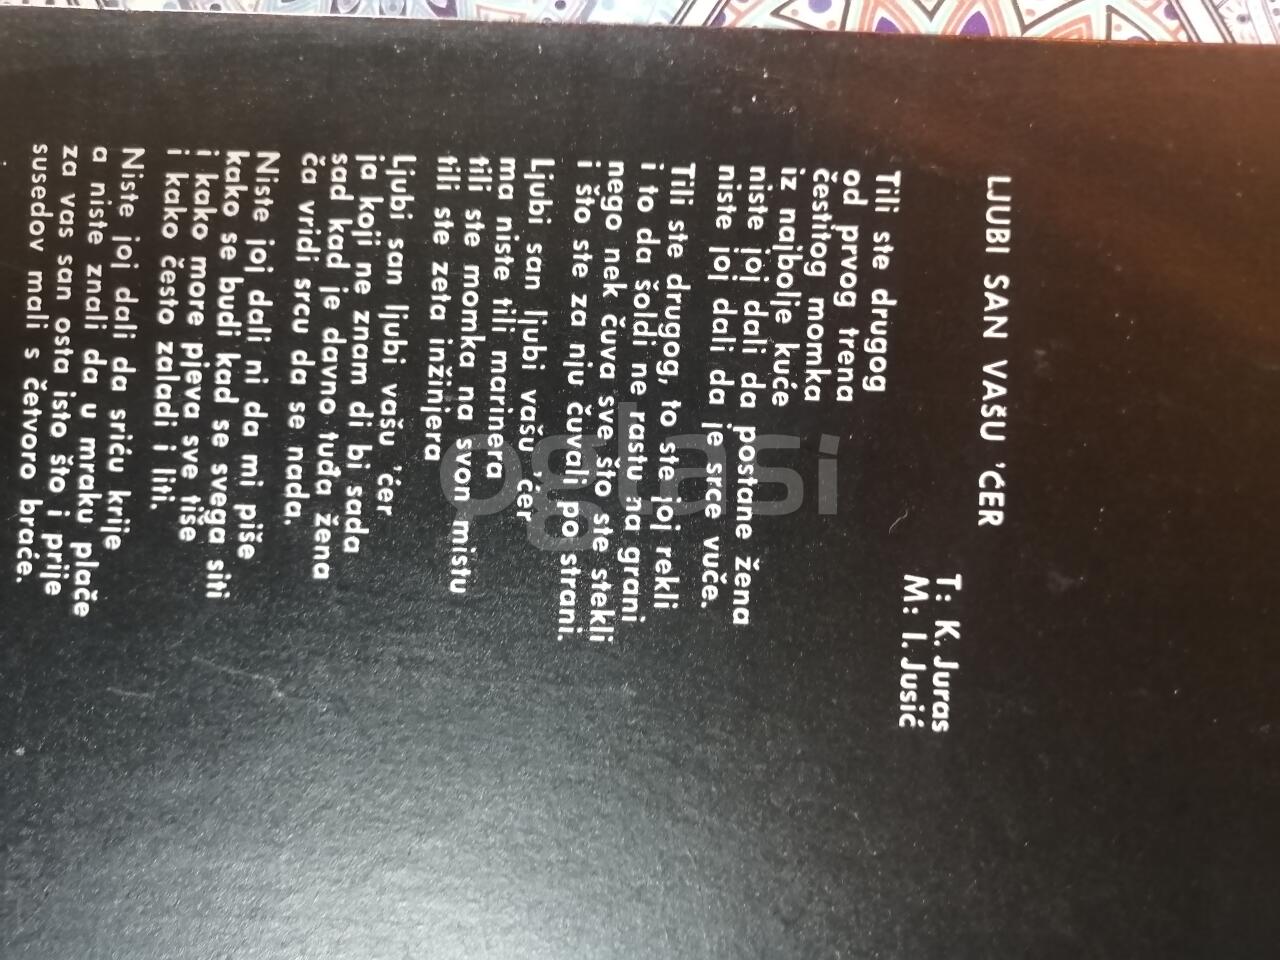 LJUBI SAN VAŠU 'ĆER
T: K. Juras
M: I. Jusić
Tili ste drugog
od prvog trena
čestitog momka
iz najbolje kuće
niste joj dali da postane žena
niste joj dali da je srce vuče.
Tili ste drugog, to ste joj rekli
i to da šoldi ne rastu na grani
nego nek čuva sve što ste stekli
i što ste za nju čuvali po strani.
Ljubi san ljubi vašu 'ćer
ma niste tili marinera
tili ste momka na svon mistu
tili ste zeta inžinjera
Ljubi san ljubi vašu 'ćer
ja koji ne znam di bi sada
sad kad je davno tuđa žena
ča vridi srcu da se nada.
Niste joj dali ni da mi piše
kako se budi kad se svega siti
i kako more pjeva sve tiše
i kako često zaladi i liti.
Niste joj dali da sriću krije
a niste znali da u mraku plače
za vas san osta isto što i prije
susedov mali s četvoro braće.
oglasi